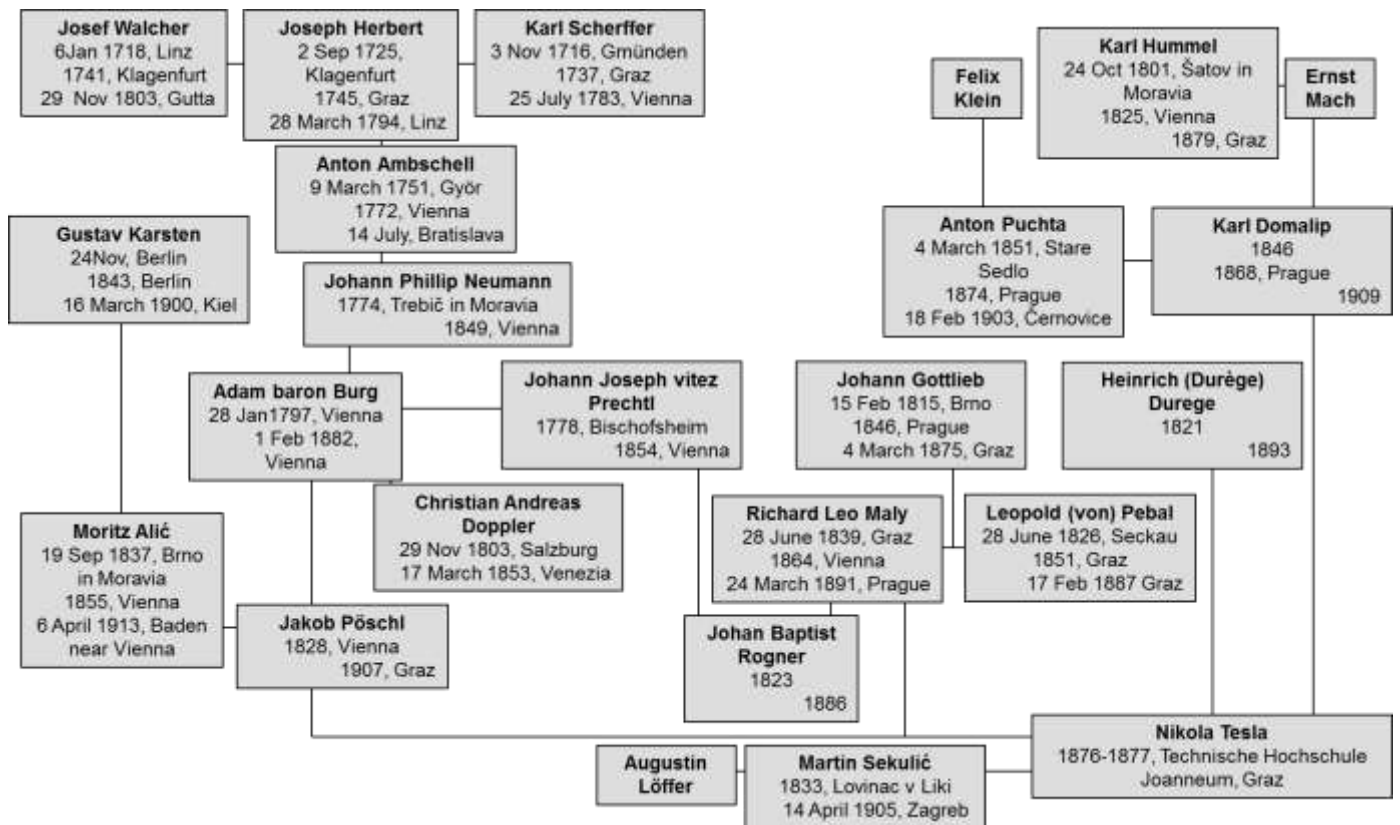 Josef Walcher
6Jan 1718, Linz
1741, Klagenfurt
29 Nov 1803, Gutta
Joseph Herbert
2 Sep 1725,
Klagenfurt
1745, Graz
28 March 1794, Linz
Karl Scherffer
3 Nov 1716, Gmünden
1737, Graz
25 July 1783, Vienna
Felix
Klein
Karl Hummel
24 Oct 1801, Šatov in
Moravia
1825, Vienna
1879, Graz
Ernst
Mach
Anton Ambschell
9 March 1751, Györ
1772, Vienna
14 July, Bratislava
Gustav Karsten
24Nov, Berlin
1843, Berlin
16 March 1900, Kiel
Johann Phillip Neumann
1774, Trebič in Moravia
1849, Vienna
Anton Puchta
4 March 1851, Stare
Sedlo
1874, Prague
18 Feb 1903, Černovice
Karl Domalip
1846
1868, Prague
1909
Adam baron Burg
28 Jan1797, Vienna
1 Feb 1882,
Vienna
Johann Joseph vitez
Prechtl
1778, Bischofsheim
1854, Vienna
Johann Gottlieb
15 Feb 1815, Brno
1846, Prague
4 March 1875, Graz
Heinrich (Durège)
Durege
1821
1893
Christian Andreas
Doppler
29 Nov 1803, Salzburg
17 March 1853, Venezia
Moritz Alić
19 Sep 1837, Brno
in Moravia
1855, Vienna
6 April 1913, Baden
near Vienna
Richard Leo Maly
28 June 1839, Graz
1864, Vienna
24 March 1891, Prague
Leopold (von) Pebal
28 June 1826, Seckau
1851, Graz
17 Feb 1887 Graz
Jakob Pöschl
1828, Vienna
1907, Graz
Johan Baptist
Rogner
1823
1886
Nikola Tesla
1876-1877, Technische Hochschule
Joanneum, Graz
Augustin
Löffer
Martin Sekulić
1833, Lovinac v Liki
14 April 1905, Zagreb